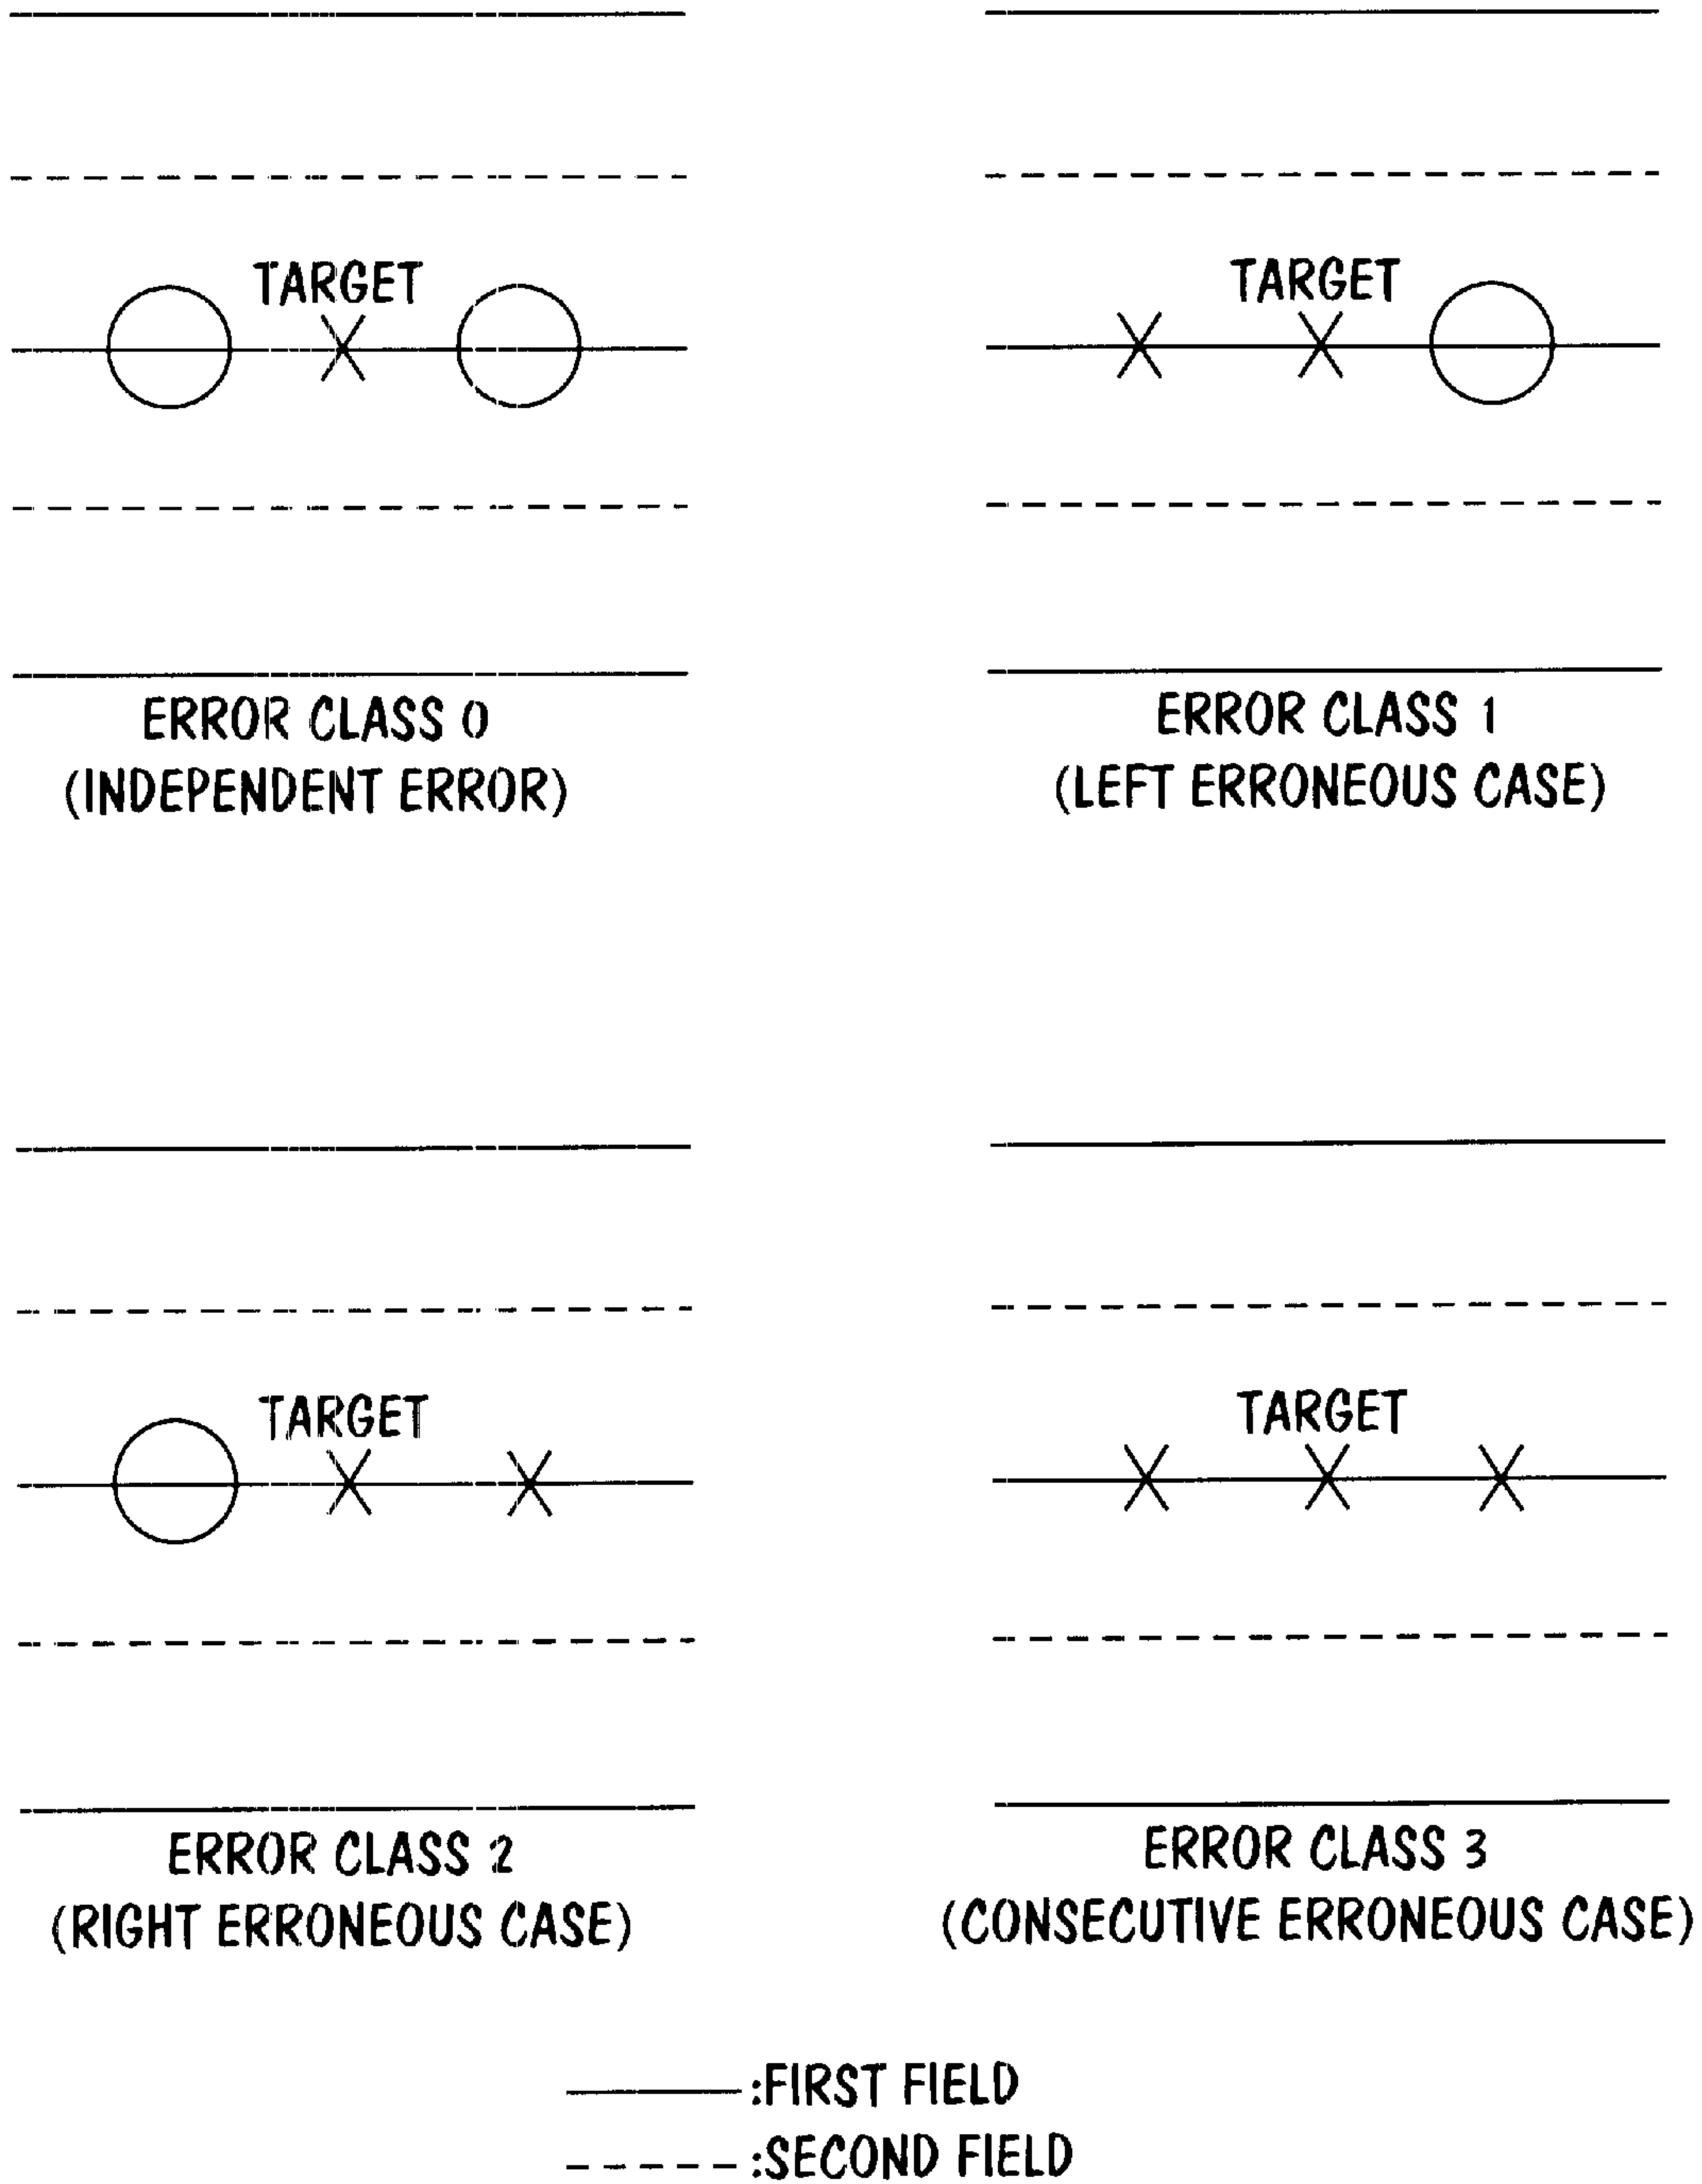 TARGET
ERROR CLASS 0
(INDEPENDENT ERROR)
TARGET
ERROR CLASS 1
(LEFT ERRONEOUS CASE)
TARGET
ERROR CLASS 2
(RIGHT ERRONEOUS CASE)
TARGET
ERROR CLASS 3
(CONSECUTIVE ERRONEOUS CASE)
:FIRST FIELD
:SECOND FIELD